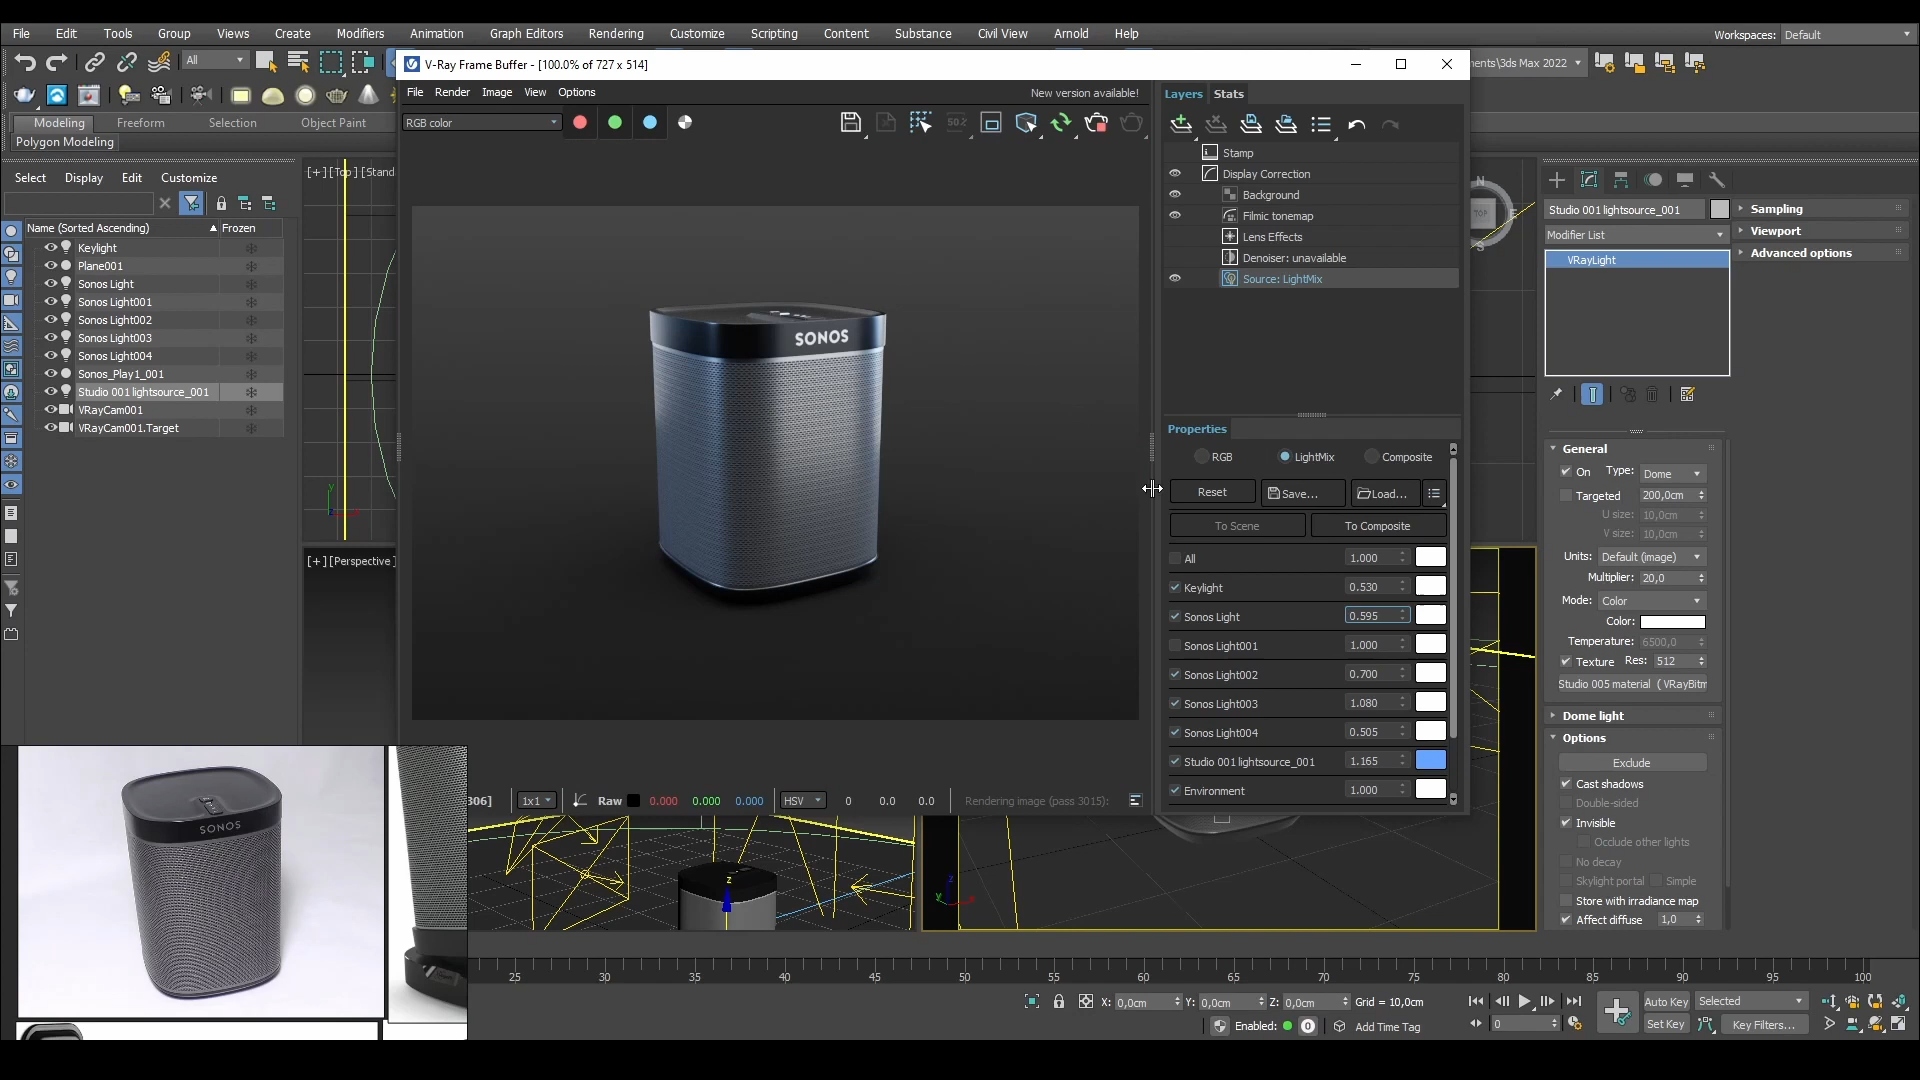 File Edit Tools Group Views Create Modifiers Animation Graph Editors Rendering Customize Scripting Content Substance Civil View Arnold Help
Workspaces: Default
All
ments\3ds Max 2022
V-Ray Frame Buffer - [100.0% of 727 x 514]
File Render Image View Options
New version available!
RGB color
50%
Modeling Freeform Selection Object Paint
Polygon Modeling
Select Display Edit Customize
Name (Sorted Ascending) Frozen
Keylight
Plane001
Sonos Light
Sonos Light001
Sonos Light002
Sonos Light003
Sonos Light004
Sonos_Play1_001
Studio 001 lightsource_001
VRayCam001
VRayCam001.Target
[+] [Top] [Stand
[+] [Perspective]
SONOS
Layers Stats
Stamp
Display Correction
Background
Filmic tonemap
Lens Effects
Denoiser: unavailable
Source: LightMix
Properties
RGB LightMix Composite
Reset Save... Load...
To Scene To Composite
All 1.000
Keylight 0.530
Sonos Light 0.595
Sonos Light001 1.000
Sonos Light002 0.700
Sonos Light003 1.080
Sonos Light004 0.505
Studio 001 lightsource_001 1.165
Environment 1.000
306] 1x1 Raw 0.000 0.000 0.000 HSV 0 0.0 0.0 Rendering image (pass 3015):
N
TOP
E
S
Studio 001 lightsource_001
Modifier List
VRayLight
Sampling
Viewport
Advanced options
General
On Type: Dome
Targeted 200,0cm
U size: 10,0cm
V size: 10,0cm
Units: Default (image)
Multiplier: 20,0
Mode: Color
Color:
Temperature: 6500,0
Texture Res: 512
Studio 005 material ( VRayBitm
Dome light
Options
Exclude
Cast shadows
Double-sided
Invisible
Occlude other lights
No decay
Skylight portal Simple
Store with irradiance map
Affect diffuse 1,0
SONOS
z
z
y
x
y
25 30 35 40 45 50 55 60 65 70 75 80 85 90 95 100
X: 0,0cm Y: 0,0cm Z: 0,0cm Grid = 10,0cm
Enabled: 0 Add Time Tag
0
Auto Key Selected
Set Key Key Filters...